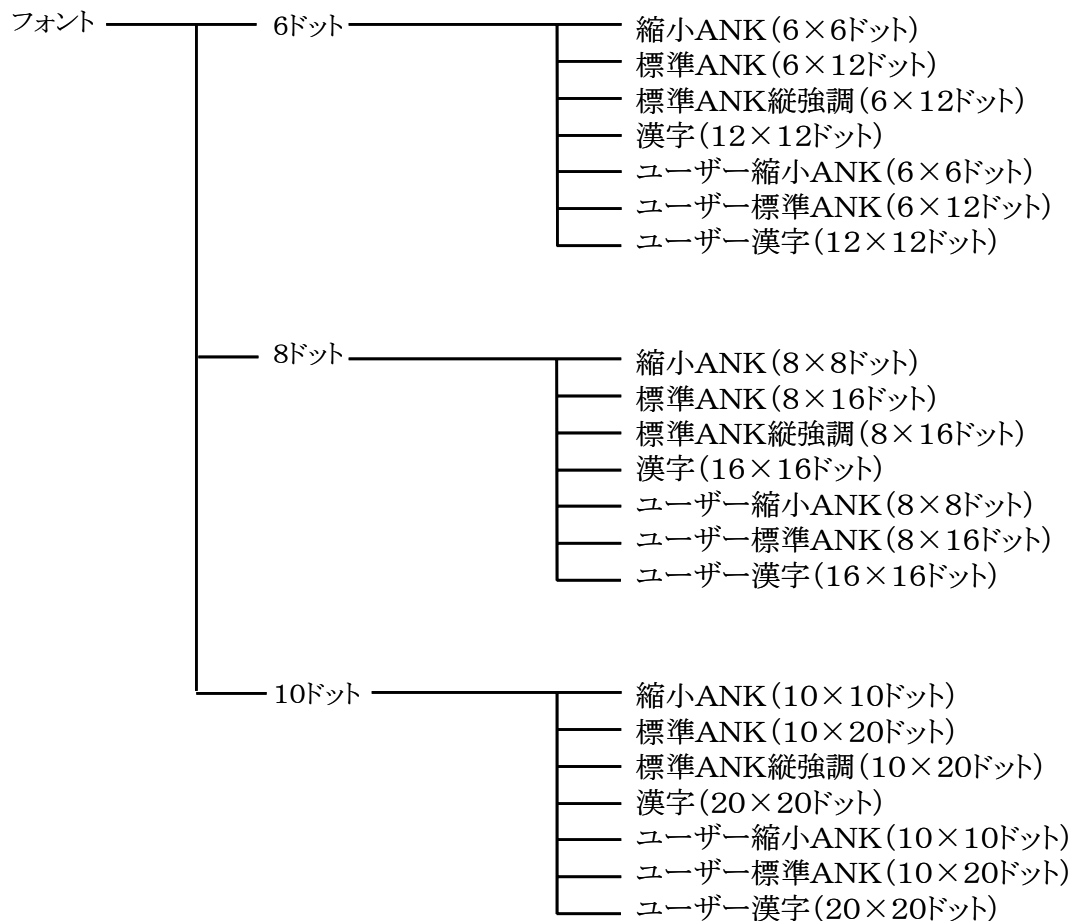 フォント
6ドット
縮小ANK(6×6ドット)
標準ANK(6×12ドット)
標準ANK縦強調(6×12ドット)
漢字(12×12ドット)
ユーザー縮小ANK(6×6ドット)
ユーザー標準ANK(6×12ドット)
ユーザー漢字(12×12ドット)
8ドット
縮小ANK(8×8ドット)
標準ANK(8×16ドット)
標準ANK縦強調(8×16ドット)
漢字(16×16ドット)
ユーザー縮小ANK(8×8ドット)
ユーザー標準ANK(8×16ドット)
ユーザー漢字(16×16ドット)
10ドット
縮小ANK(10×10ドット)
標準ANK(10×20ドット)
標準ANK縦強調(10×20ドット)
漢字(20×20ドット)
ユーザー縮小ANK(10×10ドット)
ユーザー標準ANK(10×20ドット)
ユーザー漢字(20×20ドット)